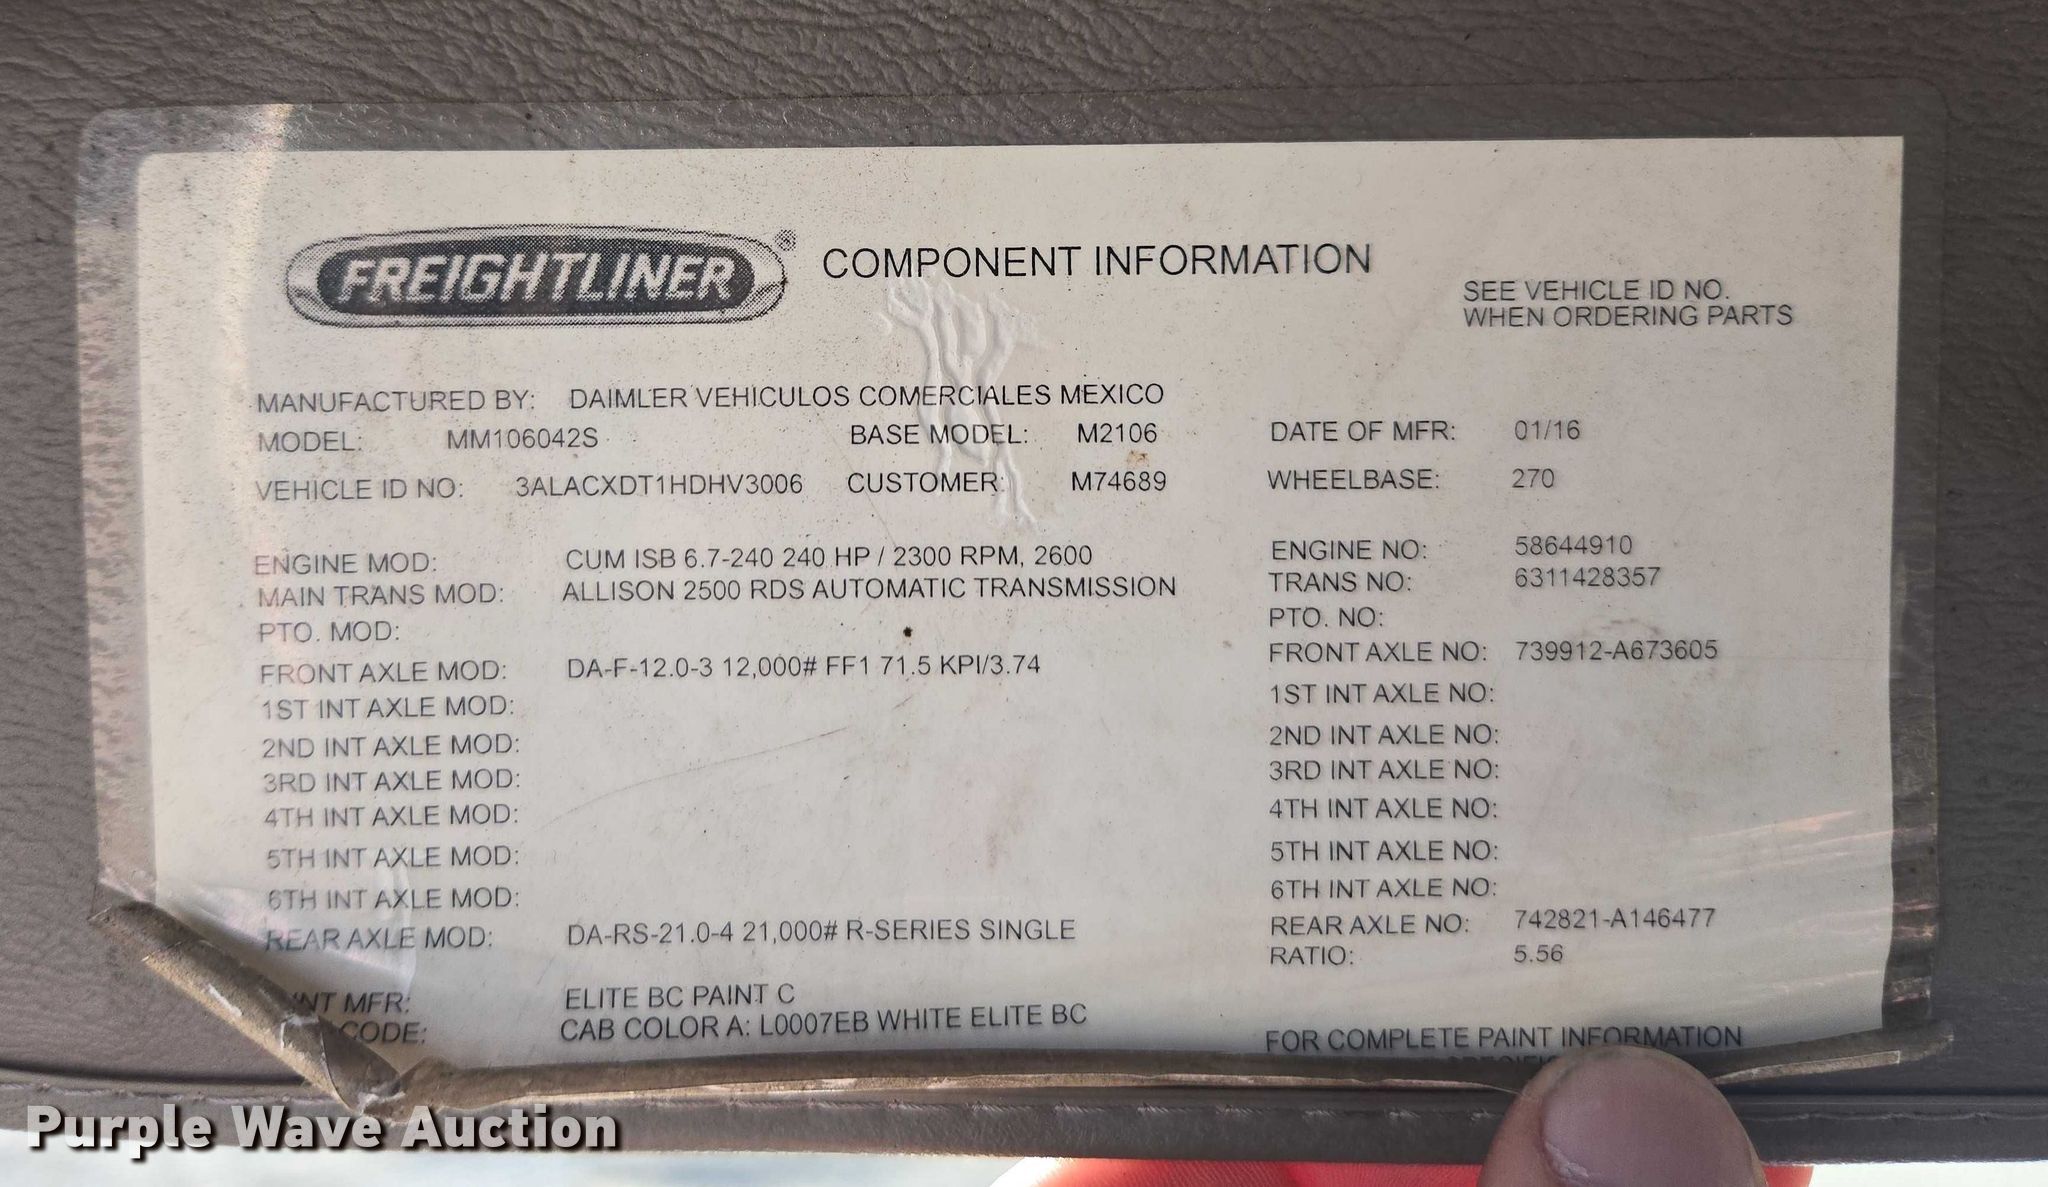 FREIGHTLINER® COMPONENT INFORMATION
SEE VEHICLE ID NO.
WHEN ORDERING PARTS
MANUFACTURED BY: DAIMLER VEHICULOS COMERCIALES MEXICO
MODEL: MM106042S BASE MODEL: M2106 DATE OF MFR: 01/16
VEHICLE ID NO: 3ALACXDT1HDHV3006 CUSTOMER: M74689 WHEELBASE: 270
ENGINE MOD: CUM ISB 6.7-240 240 HP / 2300 RPM, 2600 ENGINE NO: 58644910
MAIN TRANS MOD: ALLISON 2500 RDS AUTOMATIC TRANSMISSION TRANS NO: 6311428357
PTO. MOD: PTO. NO:
FRONT AXLE MOD: DA-F-12.0-3 12,000# FF1 71.5 KPI/3.74 FRONT AXLE NO: 739912-A673605
1ST INT AXLE MOD: 1ST INT AXLE NO:
2ND INT AXLE MOD: 2ND INT AXLE NO:
3RD INT AXLE MOD: 3RD INT AXLE NO:
4TH INT AXLE MOD: 4TH INT AXLE NO:
5TH INT AXLE MOD: 5TH INT AXLE NO:
6TH INT AXLE MOD: 6TH INT AXLE NO:
REAR AXLE MOD: DA-RS-21.0-4 21,000# R-SERIES SINGLE REAR AXLE NO: 742821-A146477
RATIO: 5.56
MFR: ELITE BC PAINT C
CODE: CAB COLOR A: L0007EB WHITE ELITE BC
FOR COMPLETE PAINT INFORMATION
Purple Wave Auction